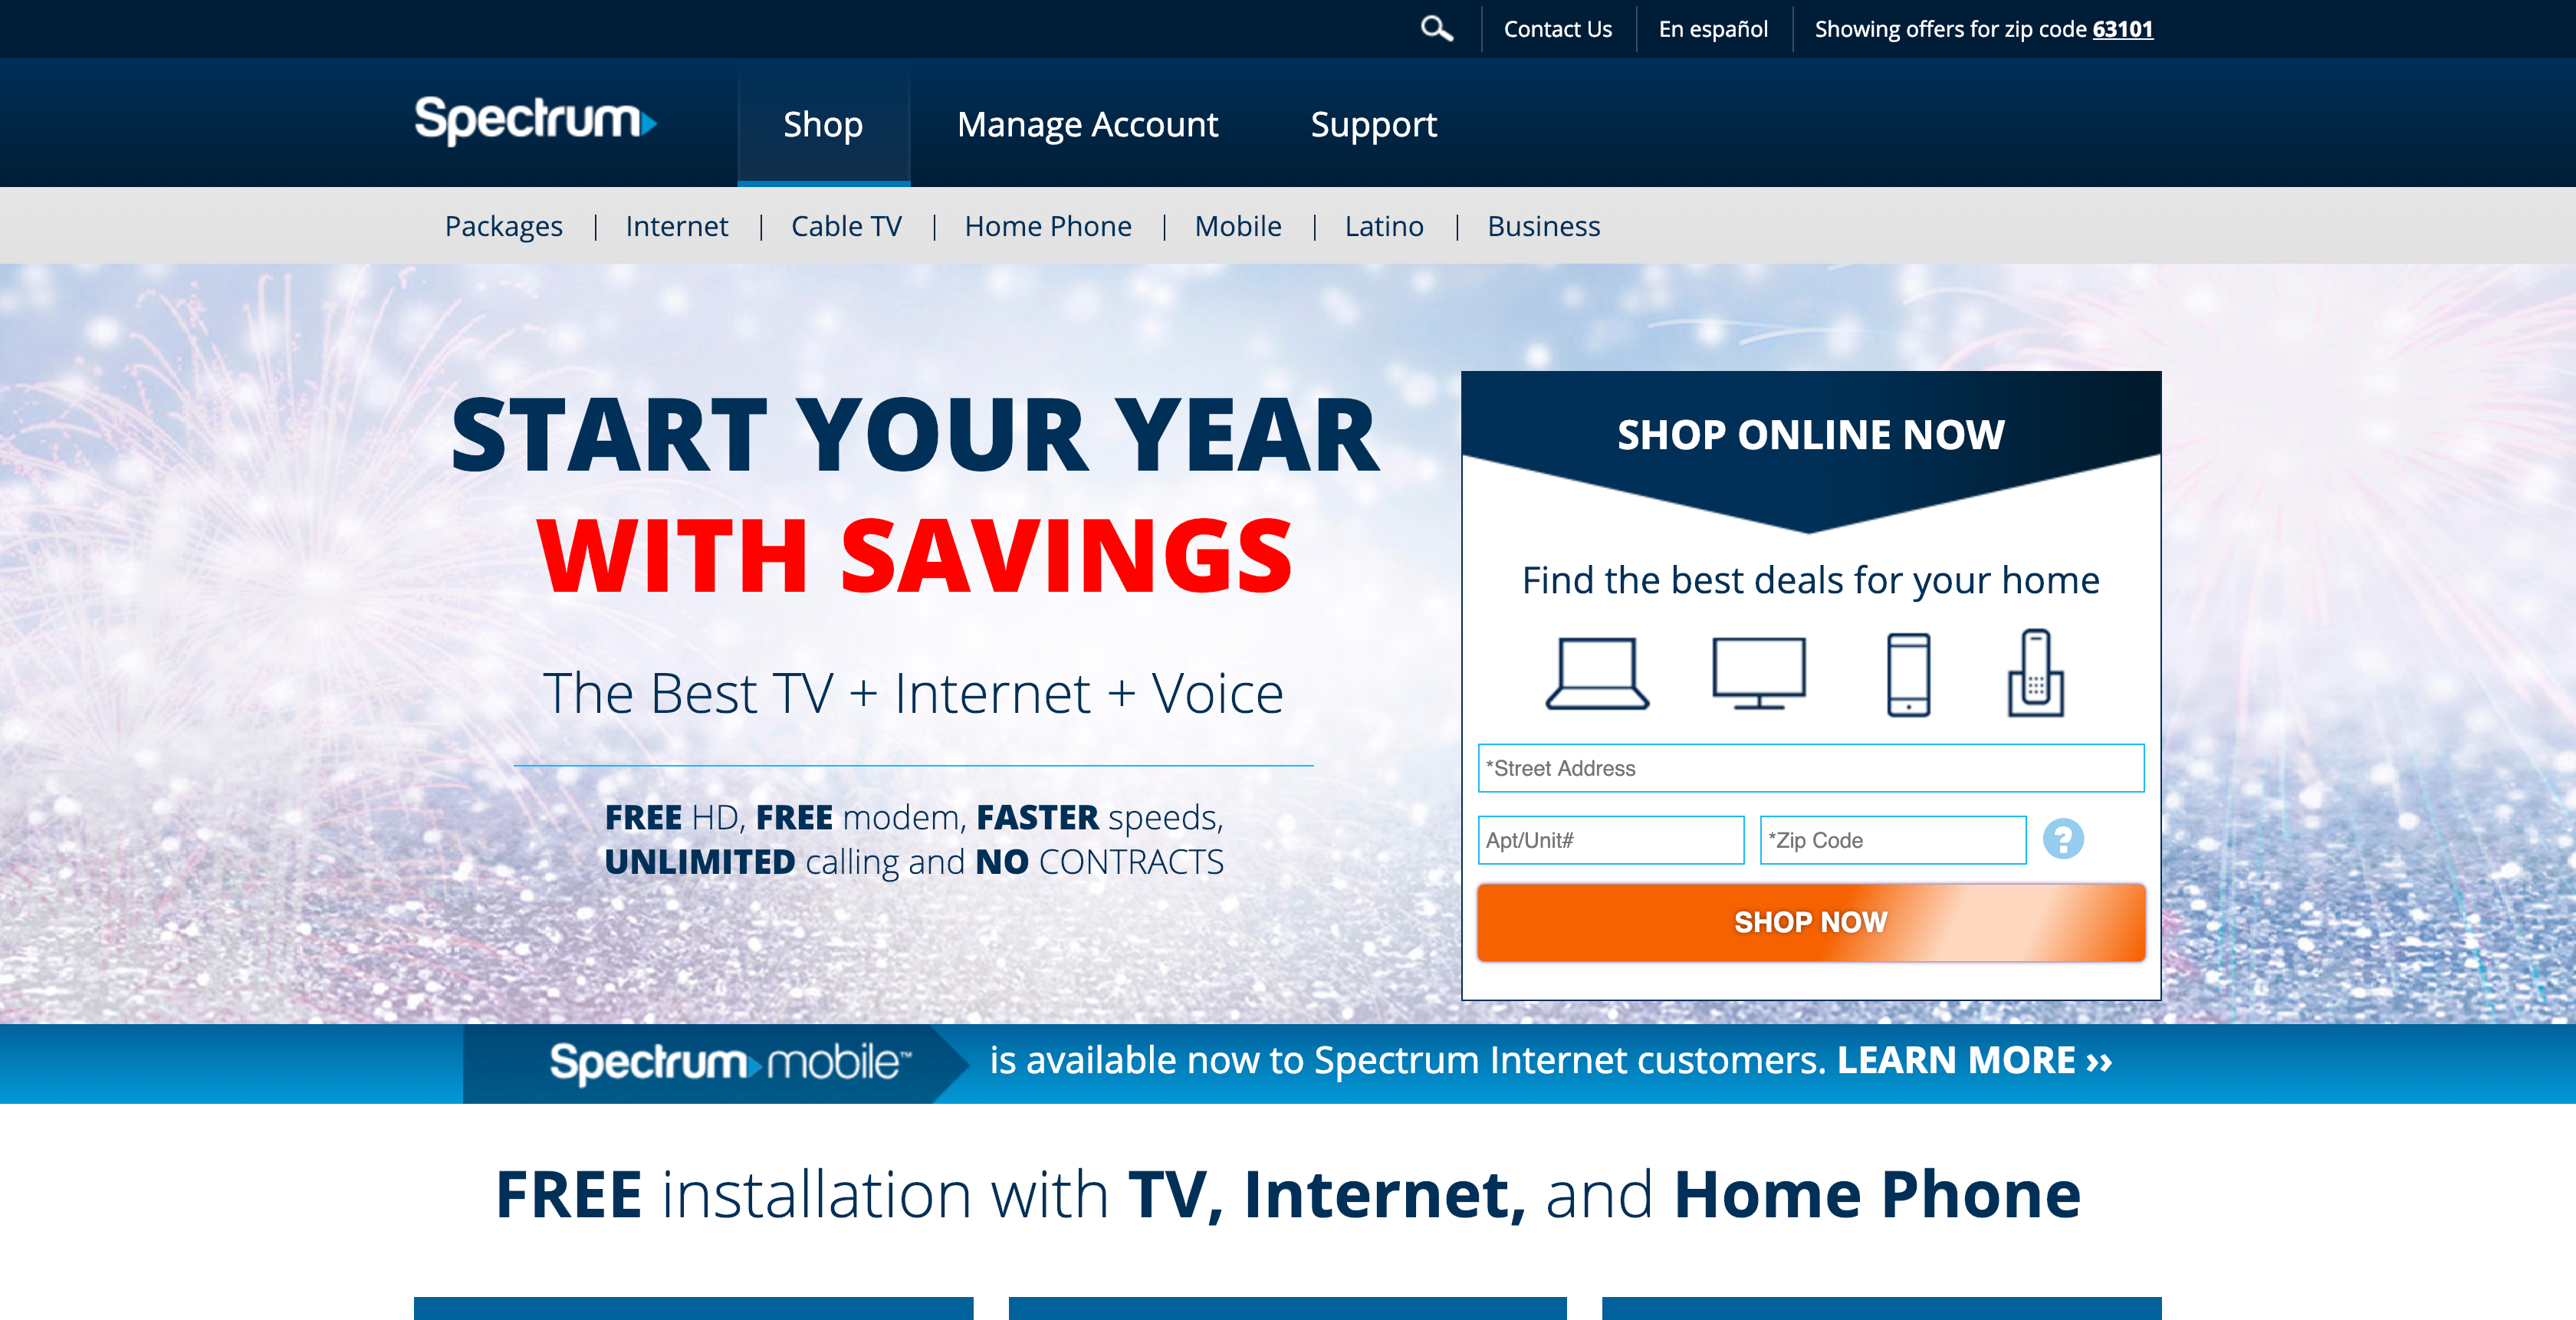 Contact Us
En español
Showing offers for zip code 63101
Spectrum
Shop
Manage Account
Support
Packages
Internet
Cable TV
Home Phone
Mobile
Latino
Business
START YOUR YEAR
WITH SAVINGS
The Best TV + Internet + Voice
FREE HD, FREE modem, FASTER speeds,
UNLIMITED calling and NO CONTRACTS
SHOP ONLINE NOW
Find the best deals for your home
*Street Address
Apt/Unit#
*Zip Code
?
SHOP NOW
Spectrum mobile™ is available now to Spectrum Internet customers. LEARN MORE ››
FREE installation with TV, Internet, and Home Phone